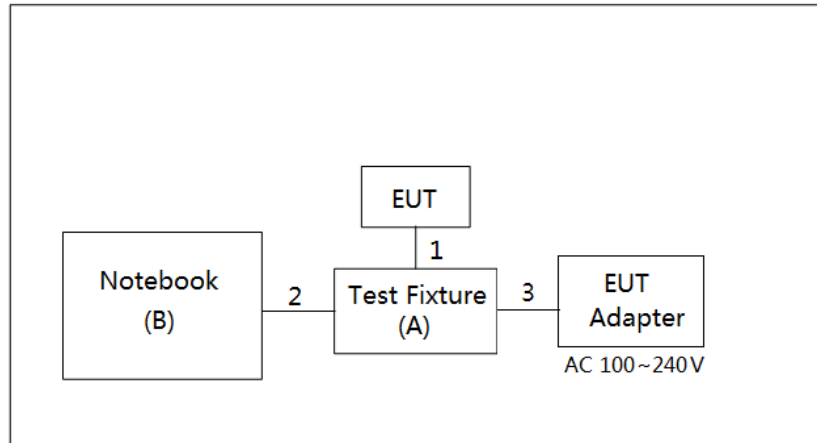 EUT
1
Notebook
(B)
2
Test Fixture
(A)
3
EUT
Adapter
AC 100~240V